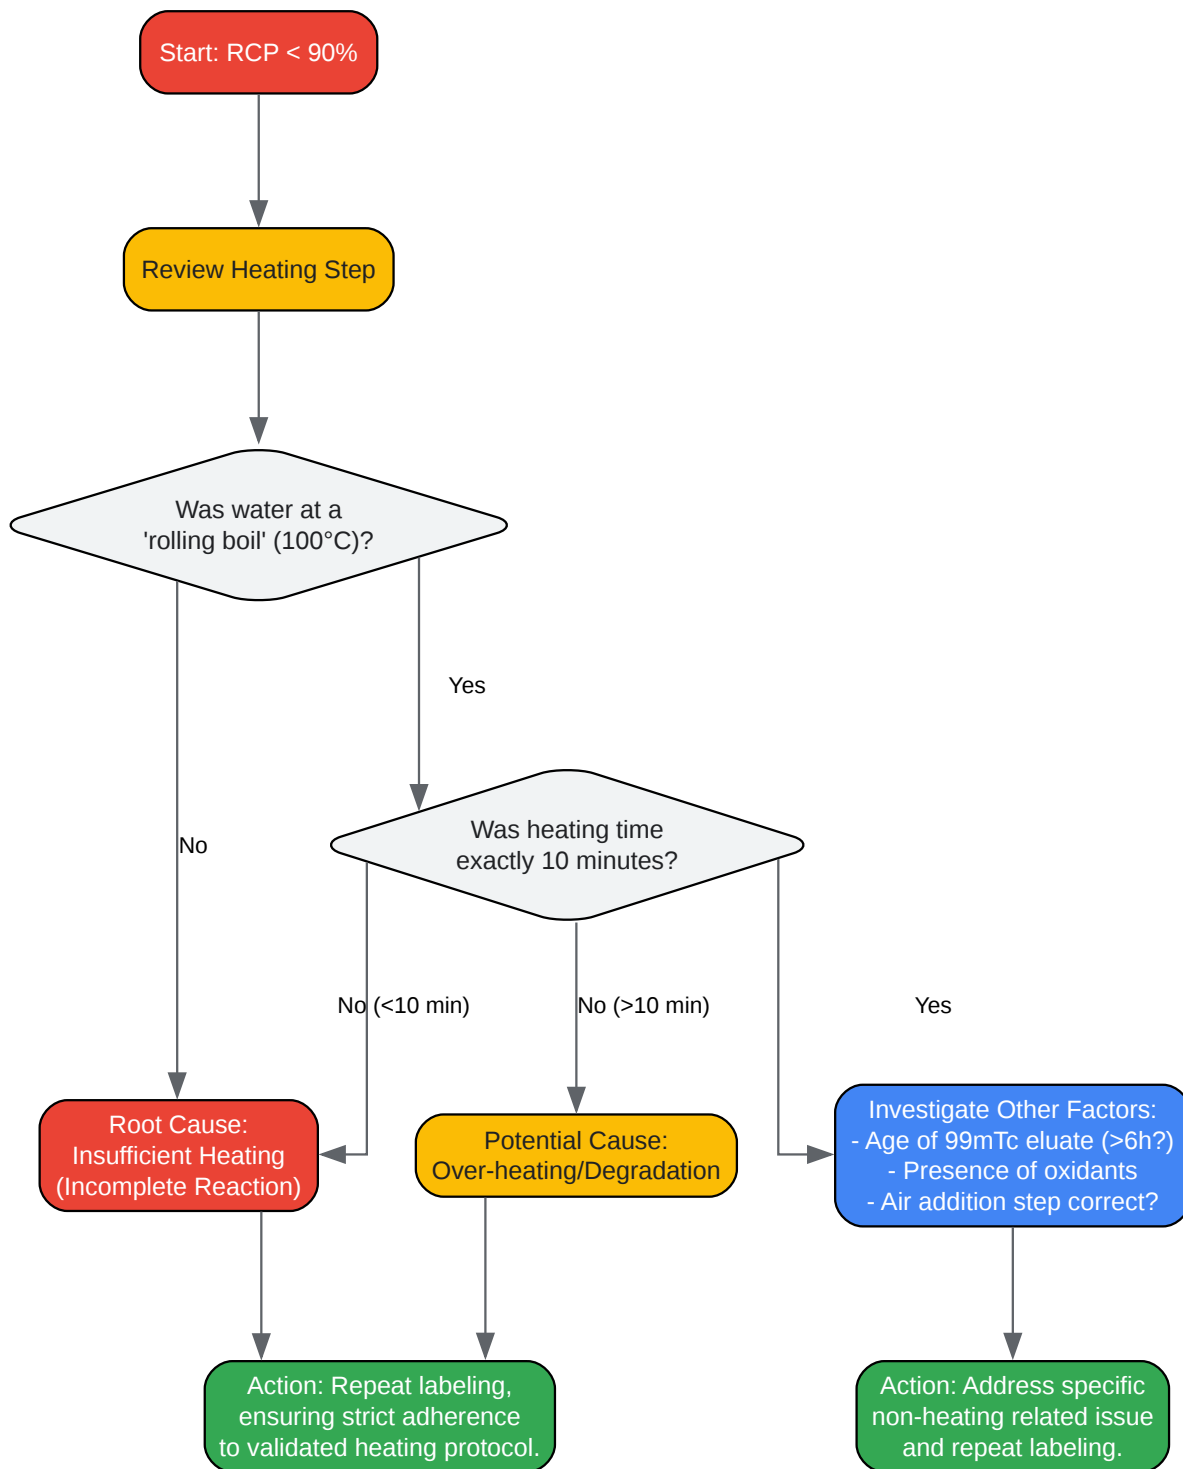 Start: RCP < 90%
Review Heating Step
Was water at a
'rolling boil' (100°C)?
Yes
No
Was heating time
exactly 10 minutes?
No (<10 min)
No (>10 min)
Yes
Root Cause:
Insufficient Heating
(Incomplete Reaction)
Potential Cause:
Over-heating/Degradation
Investigate Other Factors:
- Age of 99mTc eluate (>6h?)
- Presence of oxidants
- Air addition step correct?
Action: Repeat labeling,
ensuring strict adherence
to validated heating protocol.
Action: Address specific
non-heating related issue
and repeat labeling.